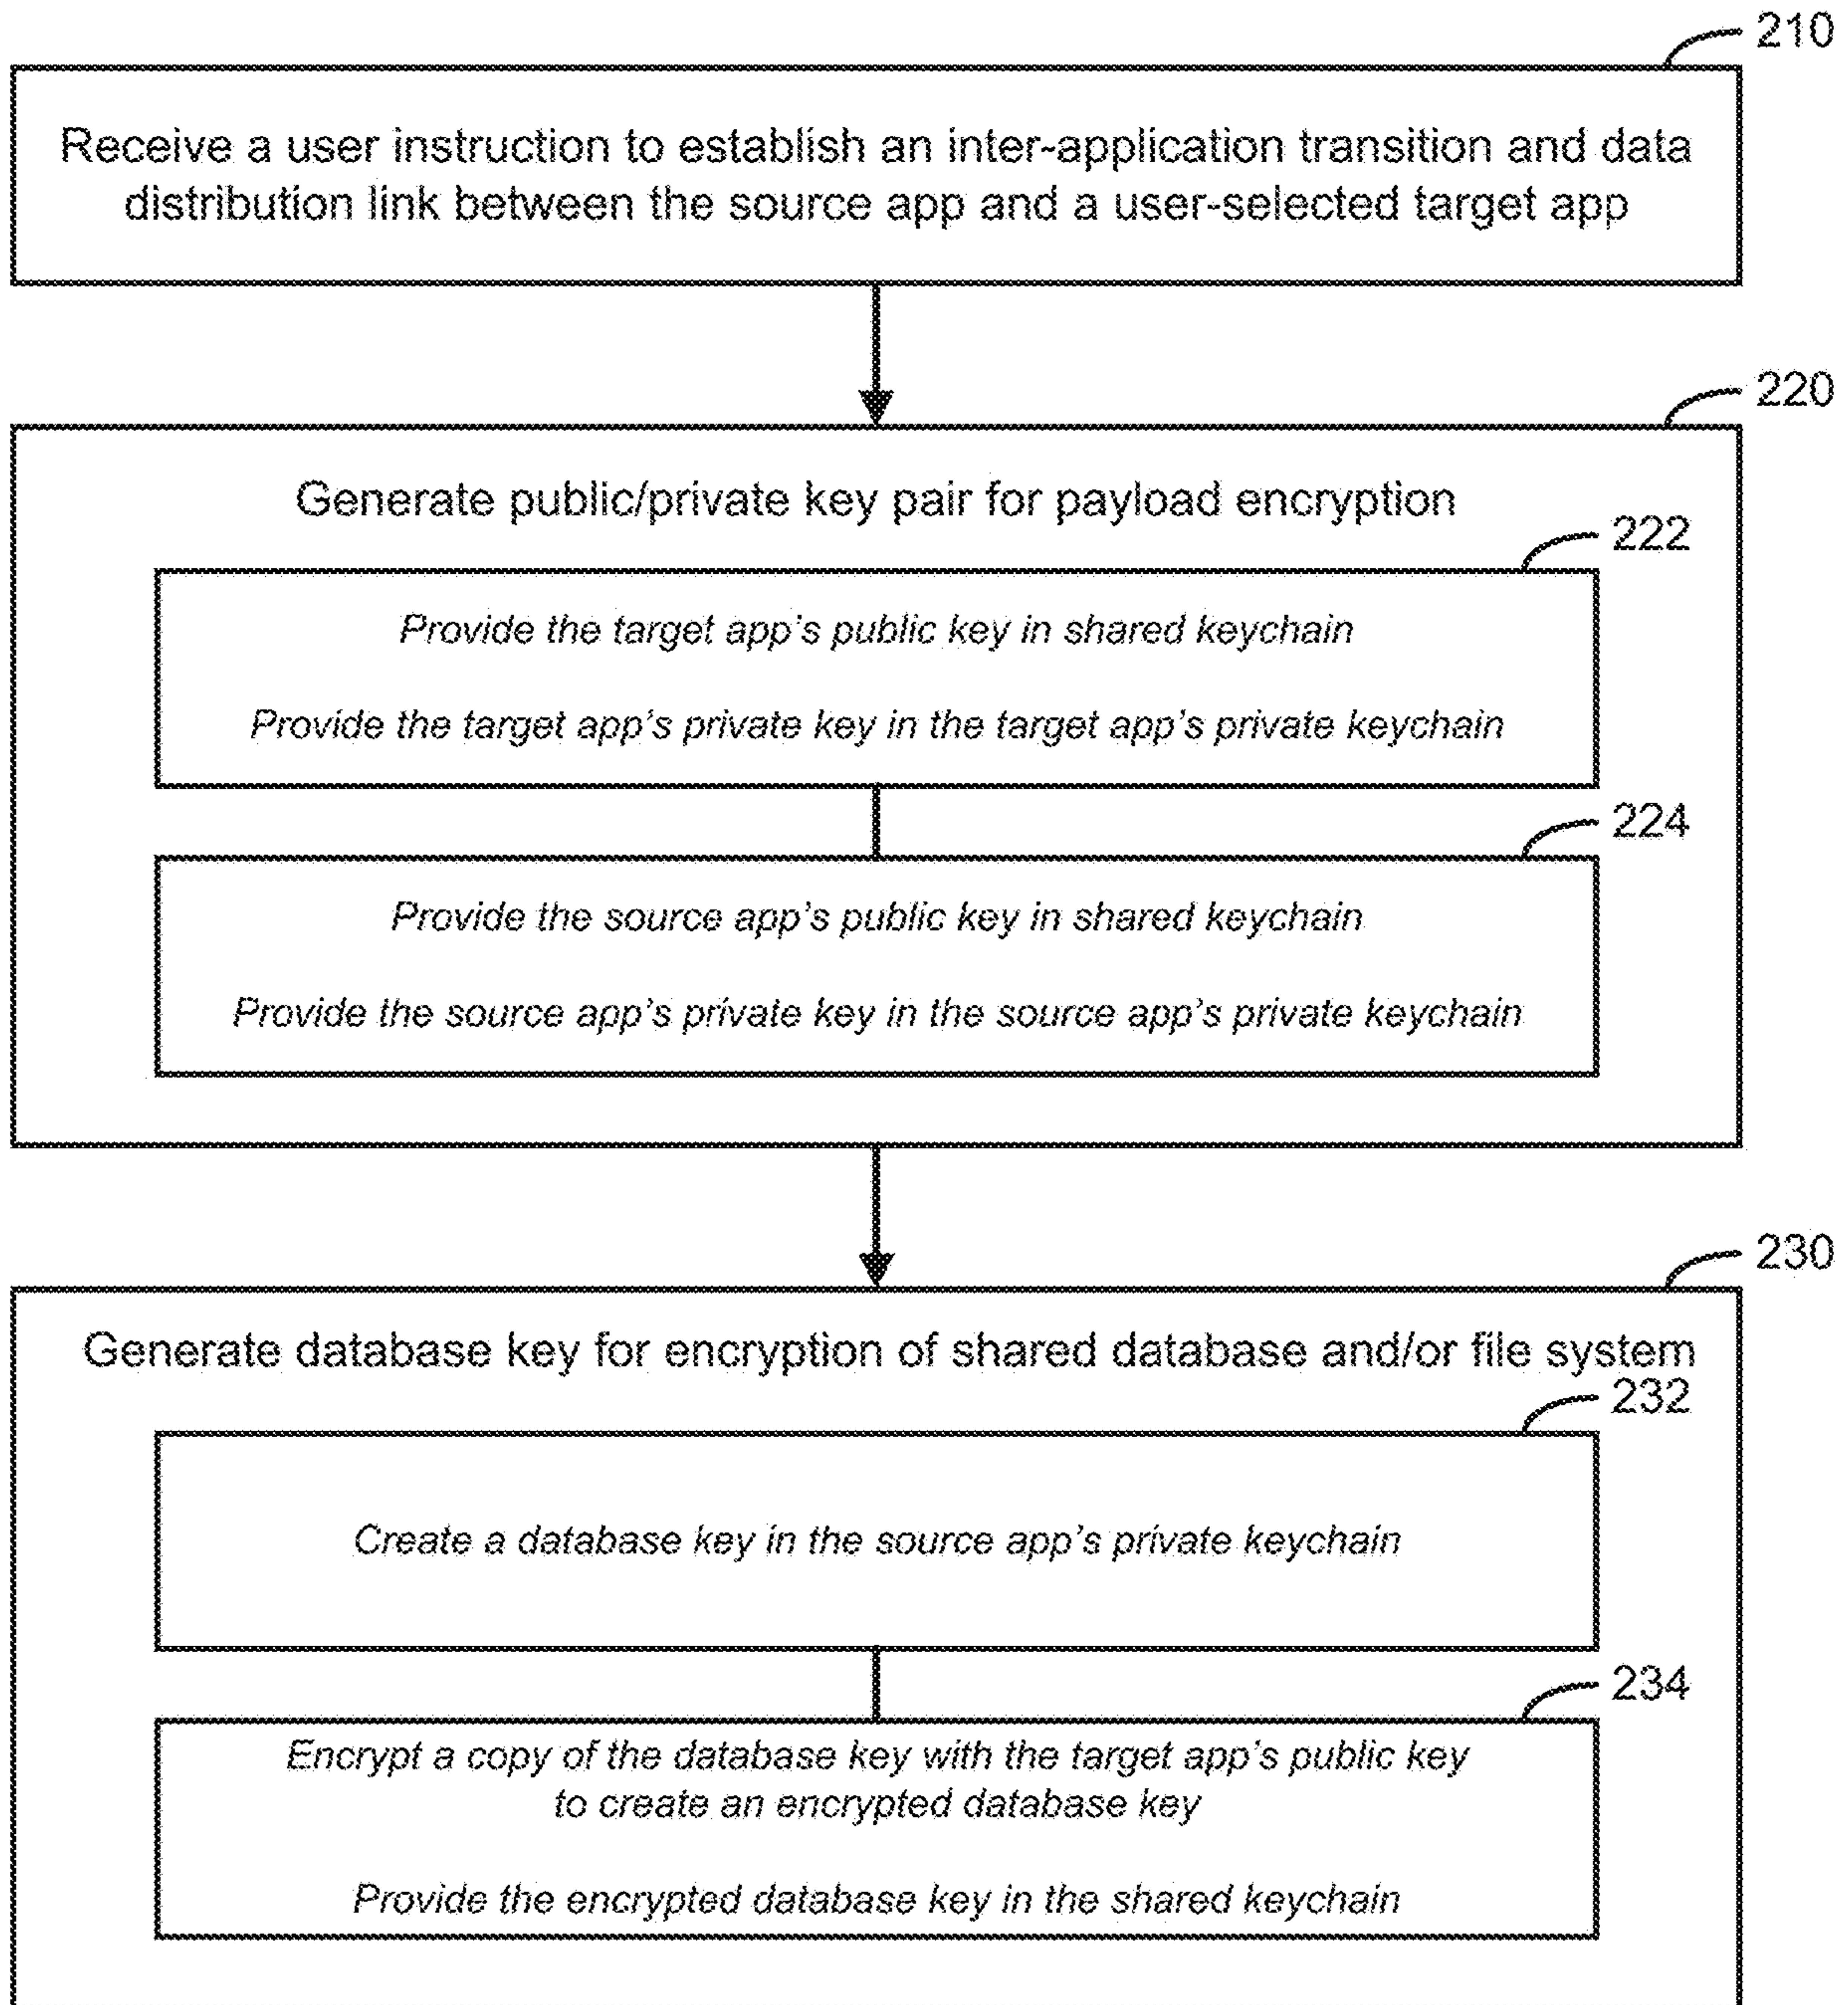 210
Receive a user instruction to establish an inter-application transition and data
distribution link between the source app and a user-selected target app
220
Generate public/private key pair for payload encryption
222
Provide the target app's public key in shared keychain
Provide the target app's private key in the target app's private keychain
224
Provide the source app's public key in shared keychain
Provide the source app's private key in the source app's private keychain
230
Generate database key for encryption of shared database and/or file system
232
Create a database key in the source app's private keychain
234
Encrypt a copy of the database key with the target app's public key
to create an encrypted database key
Provide the encrypted database key in the shared keychain